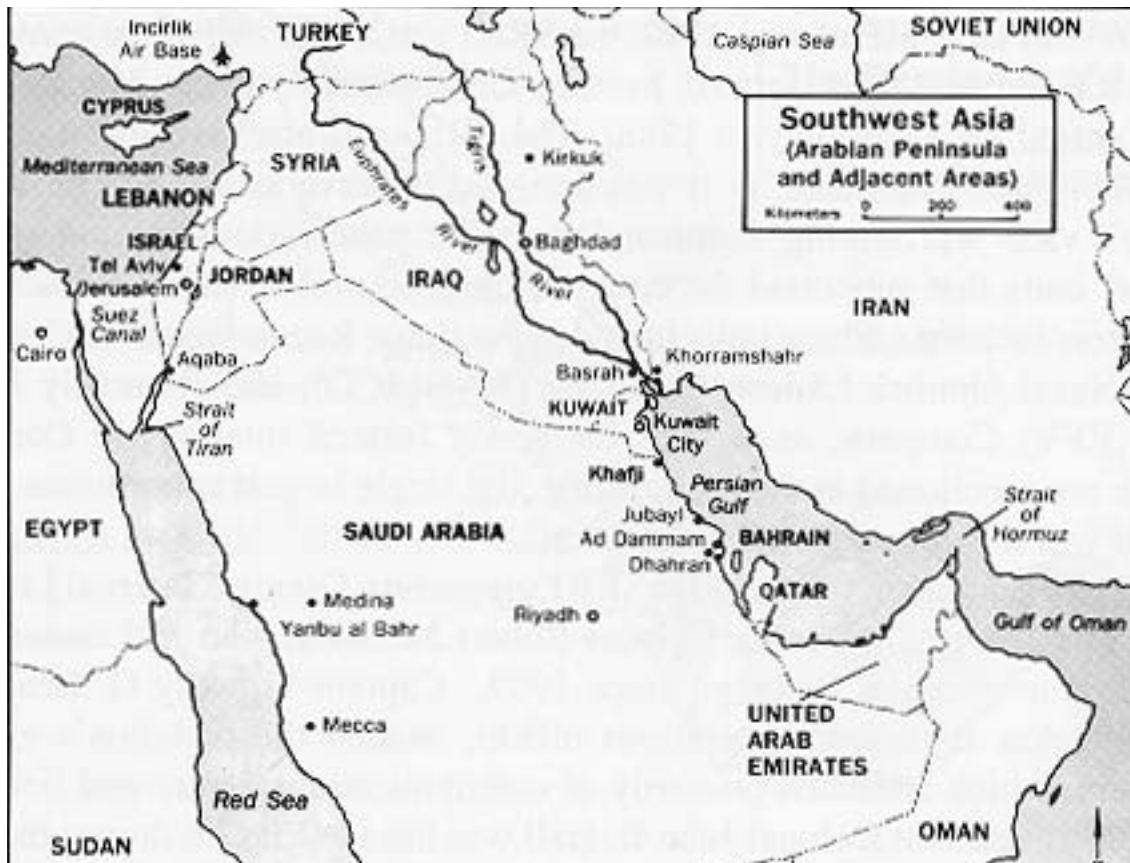 Incirlik
Air Base
TURKEY
Caspian Sea
SOVIET UNION
CYPRUS
Mediterranean Sea
SYRIA
Euphrates
River
Tigris
River
Kirkuk
Southwest Asia
(Arabian Peninsula
and Adjacent Areas)
Kilometers
0
200
400
LEBANON
ISRAEL
Tel Aviv
Jerusalem
JORDAN
IRAQ
Baghdad
IRAN
Suez
Canal
Cairo
Aqaba
Basrah
Khorramshahr
Strait
of
Tiran
KUWAIT
Kuwait
City
Khafji
Persian
Gulf
EGYPT
SAUDI ARABIA
Jubayl
Ad Dammam
Dhahran
BAHRAIN
Strait
of
Hormuz
QATAR
Medina
Yanbu al Bahr
Riyadh
Gulf of Oman
Mecca
UNITED
ARAB
EMIRATES
Red Sea
SUDAN
OMAN